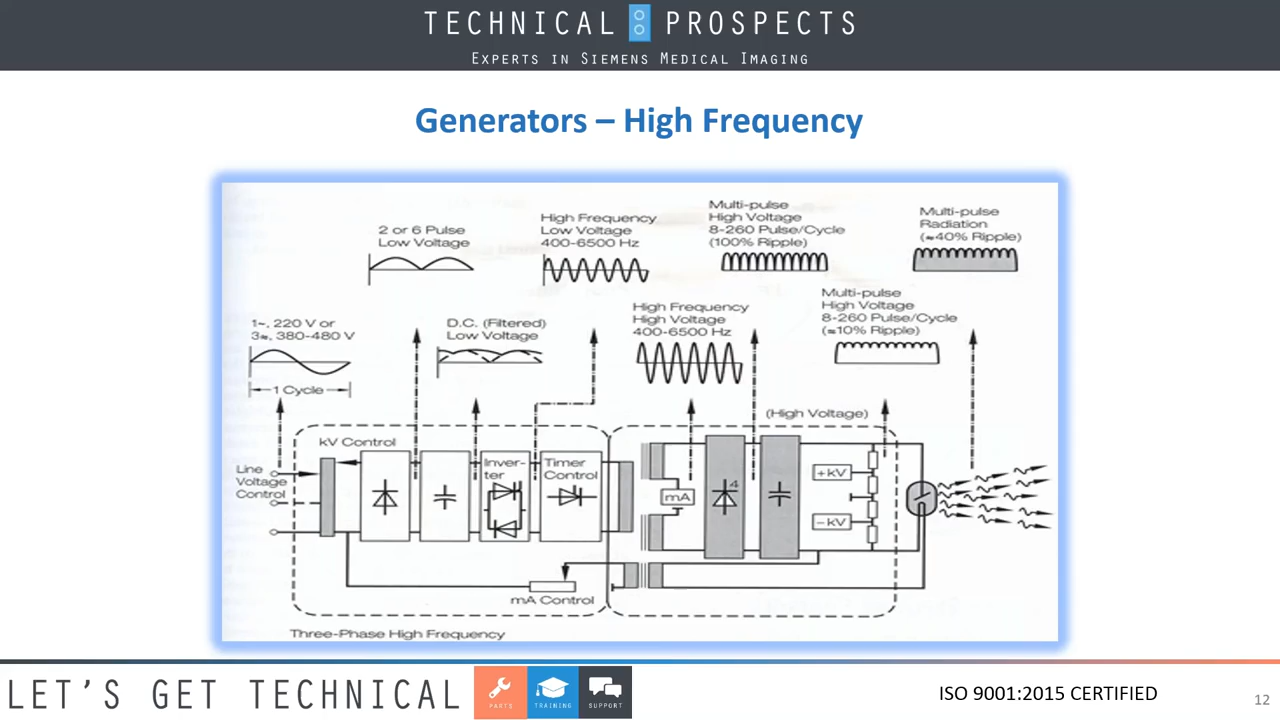 TECHNICAL PROSPECTS
EXPERTS IN SIEMENS MEDICAL IMAGING
Generators – High Frequency
2 or 6 Pulse
Low Voltage
High Frequency
Low Voltage
400-6500 Hz
Multi-pulse
High Voltage
8-260 Pulse/Cycle
(100% Ripple)
Multi-pulse
Radiation
(≈40% Ripple)
1~, 220 V or
3≈, 380-480 V
1 Cycle
D.C. (Filtered)
Low Voltage
High Frequency
High Voltage
400-6500 Hz
Multi-pulse
High Voltage
8-260 Pulse/Cycle
(≈10% Ripple)
(High Voltage)
kV Control
Line
Voltage
Control
Inver-
ter
Timer
Control
mA
4
+kV
−kV
mA Control
Three-Phase High Frequency
LET'S GET TECHNICAL
PARTS
TRAINING
SUPPORT
ISO 9001:2015 CERTIFIED
12